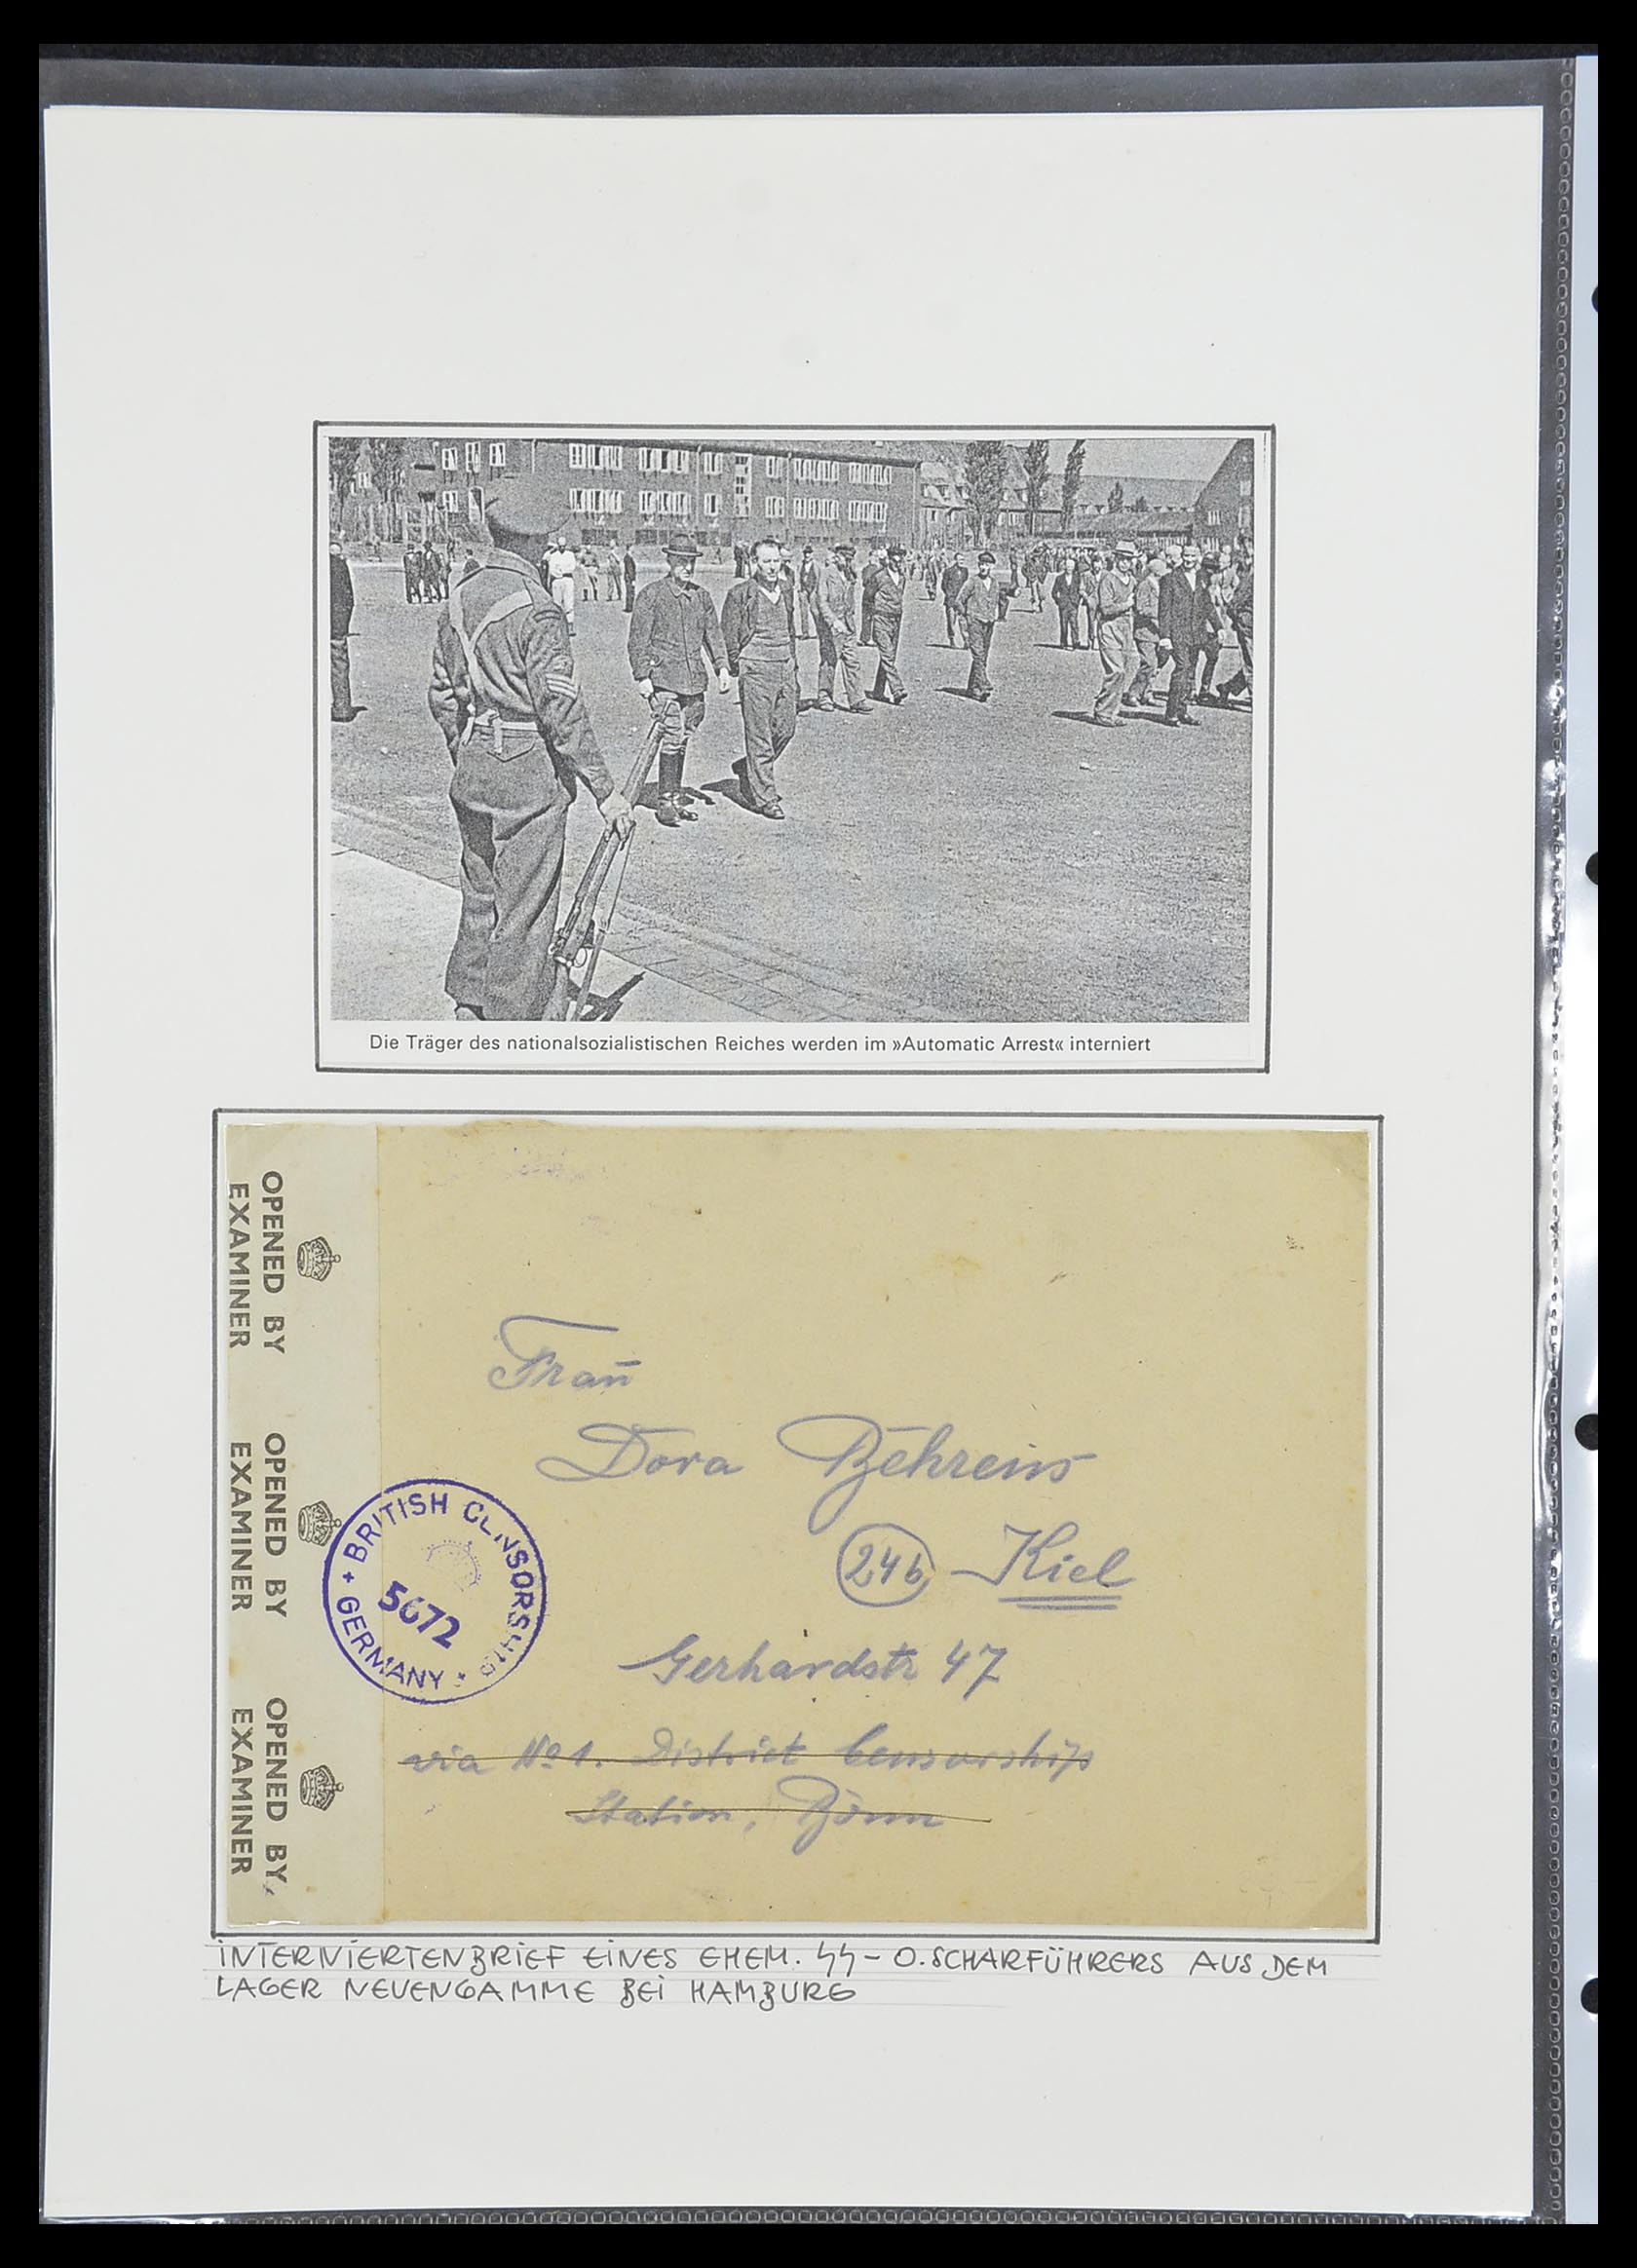 Die Träger des nationalsozialistischen Reiches werden im »Automatic Arrest« interniert
OPENED BY
EXAMINER
OPENED BY
EXAMINER
OPENED BY
EXAMINER
BRITISH CENSORSHIP
5672
GERMANY
Frau
Dora Behrens
24b - Kiel
Gerhardstr 47
via No 1. District Censorship
Station, Bonn
INTERNIERTENBRIEF EINES EHEM. SS - O.SCHARFÜHRERS AUS DEM
LAGER NEUENGAMME BEI HAMBURG